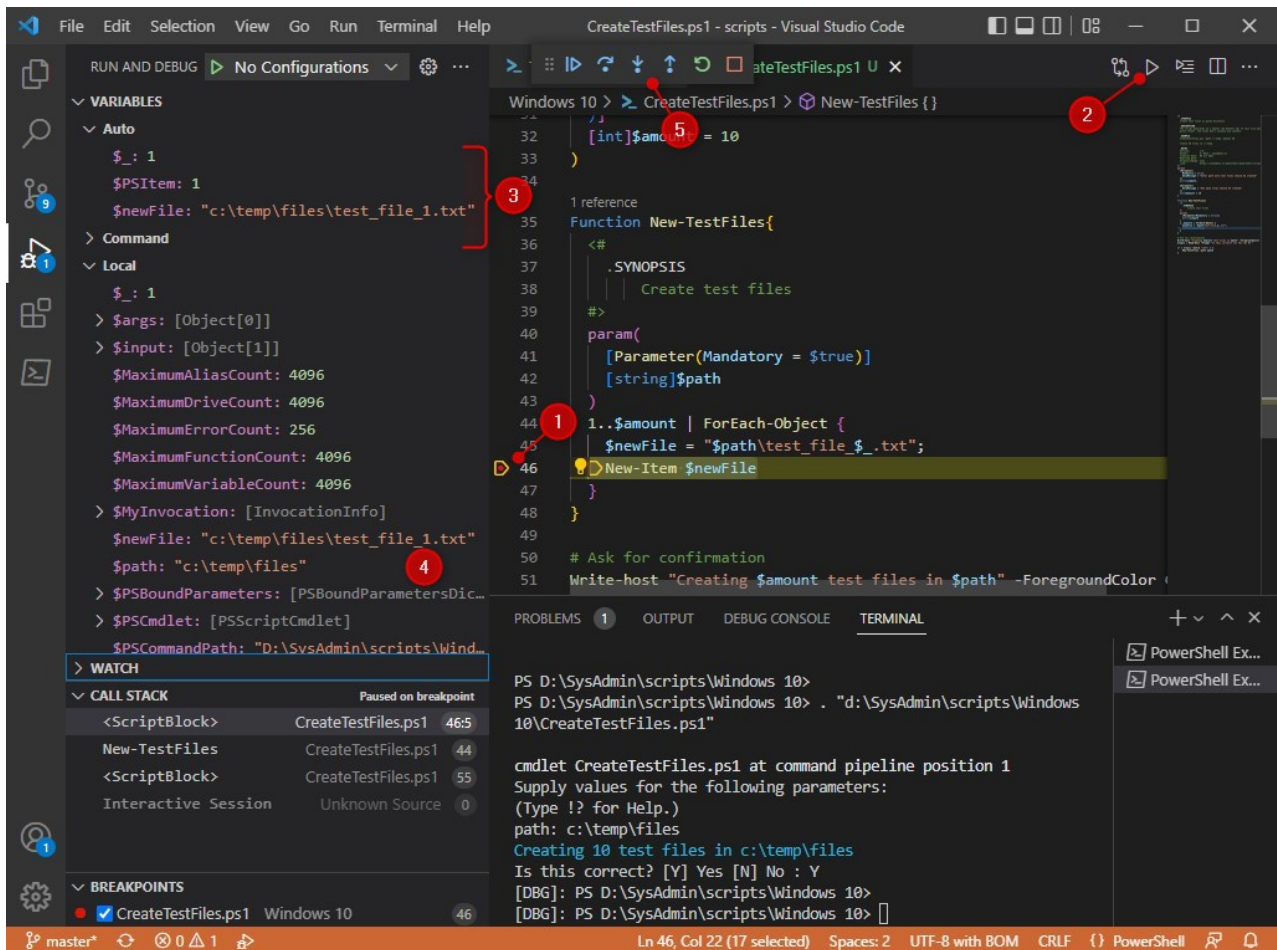 File Edit Selection View Go Run Terminal Help CreateTestFiles.ps1 - scripts - Visual Studio Code
RUN AND DEBUG No Configurations ...
VARIABLES
Auto
$_: 1
$PSItem: 1
$newFile: "c:\temp\files\test_file_1.txt"
Command
Local
$_: 1
$args: [Object[0]]
$input: [Object[1]]
$MaximumAliasCount: 4096
$MaximumDriveCount: 4096
$MaximumErrorCount: 256
$MaximumFunctionCount: 4096
$MaximumVariableCount: 4096
$MyInvocation: [InvocationInfo]
$newFile: "c:\temp\files\test_file_1.txt"
$path: "c:\temp\files"
$PSBoundParameters: [PSBoundParametersDic...
$PSCmdlet: [PSScriptCmdlet]
$PSCommandPath: "D:\SysAdmin\scripts\Wind...
WATCH
CALL STACK Paused on breakpoint
<ScriptBlock> CreateTestFiles.ps1 46:5
New-TestFiles CreateTestFiles.ps1 44
<ScriptBlock> CreateTestFiles.ps1 55
Interactive Session Unknown Source 0
BREAKPOINTS
CreateTestFiles.ps1 Windows 10 46
9
1
1
3
4
5
2
1
ateTestFiles.ps1 U
Windows 10 > CreateTestFiles.ps1 > New-TestFiles { }
31 )]
32 [int]$amount = 10
33 )
34
1 reference
35 Function New-TestFiles{
36 <#
37 .SYNOPSIS
38 Create test files
39 #>
40 param(
41 [Parameter(Mandatory = $true)]
42 [string]$path
43 )
44 1..$amount | ForEach-Object {
45 $newFile = "$path\test_file_$_.txt";
46 New-Item $newFile
47 }
48 }
49
50 # Ask for confirmation
51 Write-host "Creating $amount test files in $path" -ForegroundColor
PROBLEMS 1 OUTPUT DEBUG CONSOLE TERMINAL
PowerShell Ex...
PowerShell Ex...
PS D:\SysAdmin\scripts\Windows 10>
PS D:\SysAdmin\scripts\Windows 10> . "d:\SysAdmin\scripts\Windows
10\CreateTestFiles.ps1"
cmdlet CreateTestFiles.ps1 at command pipeline position 1
Supply values for the following parameters:
(Type !? for Help.)
path: c:\temp\files
Creating 10 test files in c:\temp\files
Is this correct? [Y] Yes [N] No : Y
[DBG]: PS D:\SysAdmin\scripts\Windows 10>
[DBG]: PS D:\SysAdmin\scripts\Windows 10>
master* 0 1 Ln 46, Col 22 (17 selected) Spaces: 2 UTF-8 with BOM CRLF {} PowerShell